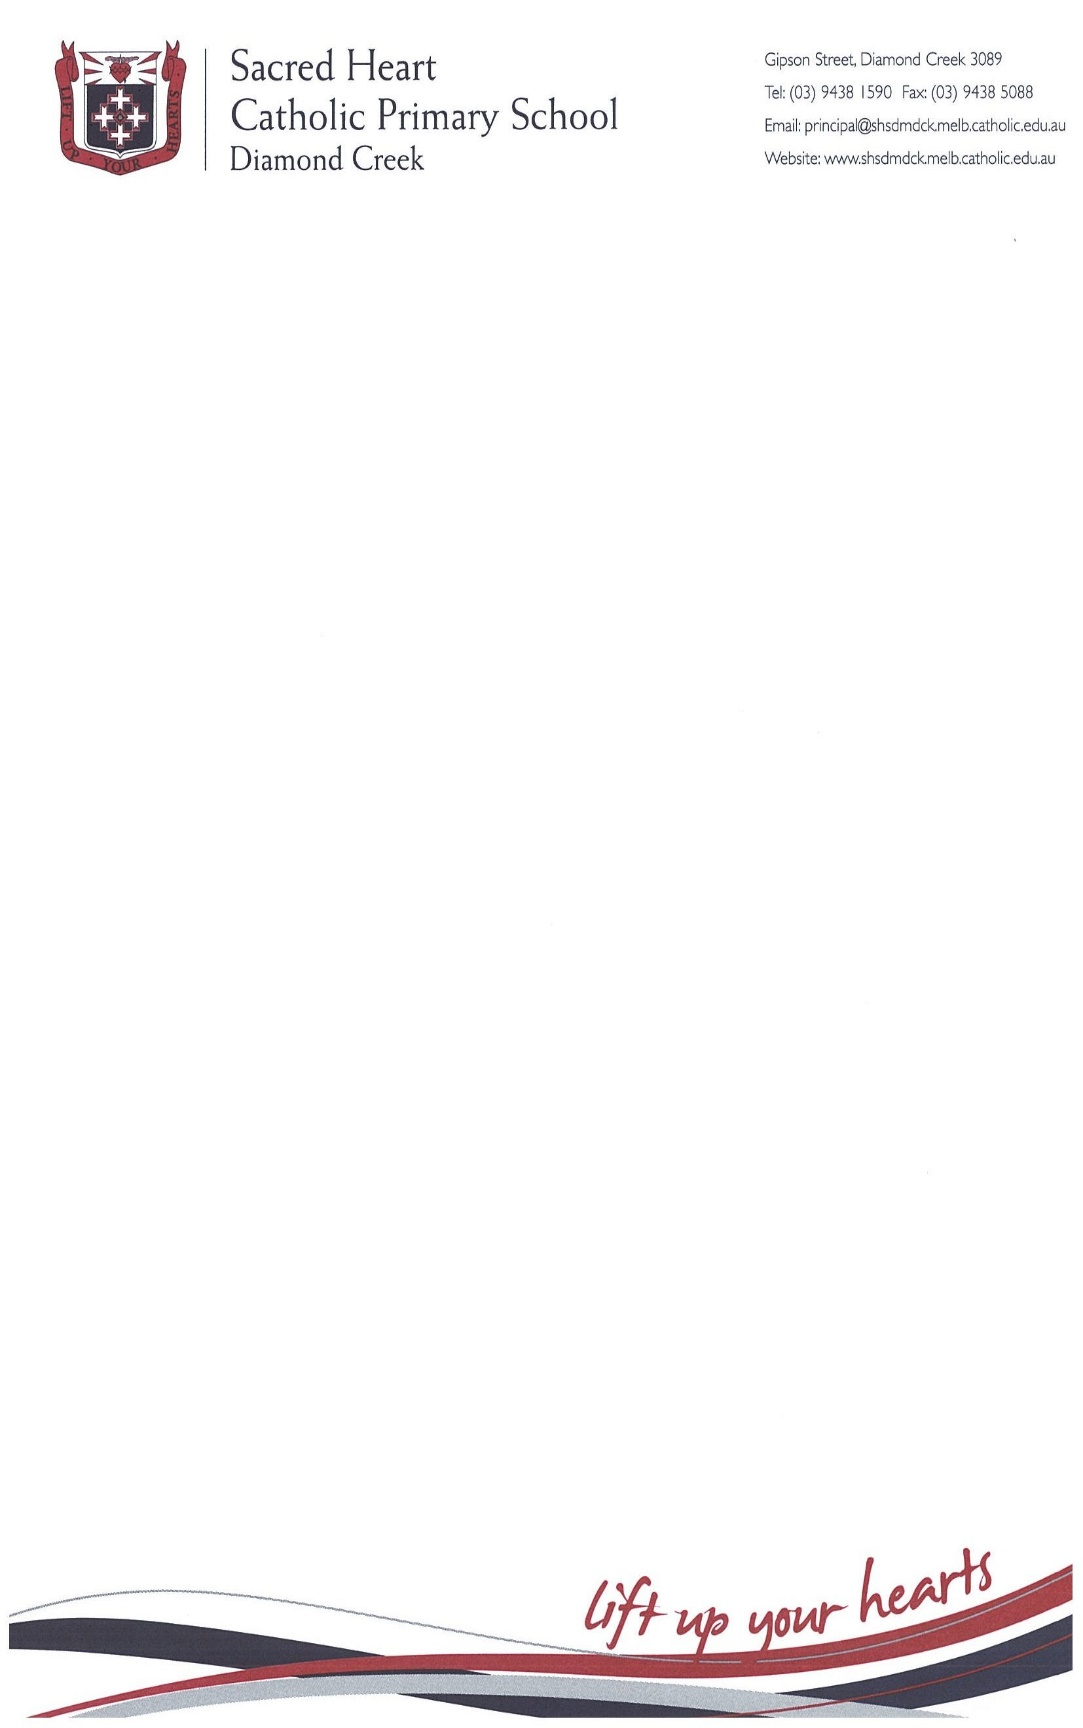 LIFT · UP · YOUR · HEARTS
Sacred Heart
Catholic Primary School
Diamond Creek
Gipson Street, Diamond Creek 3089
Tel: (03) 9438 1590 Fax: (03) 9438 5088
Email: principal@shsdmdck.melb.catholic.edu.au
Website: www.shsdmdck.melb.catholic.edu.au
lift up your hearts